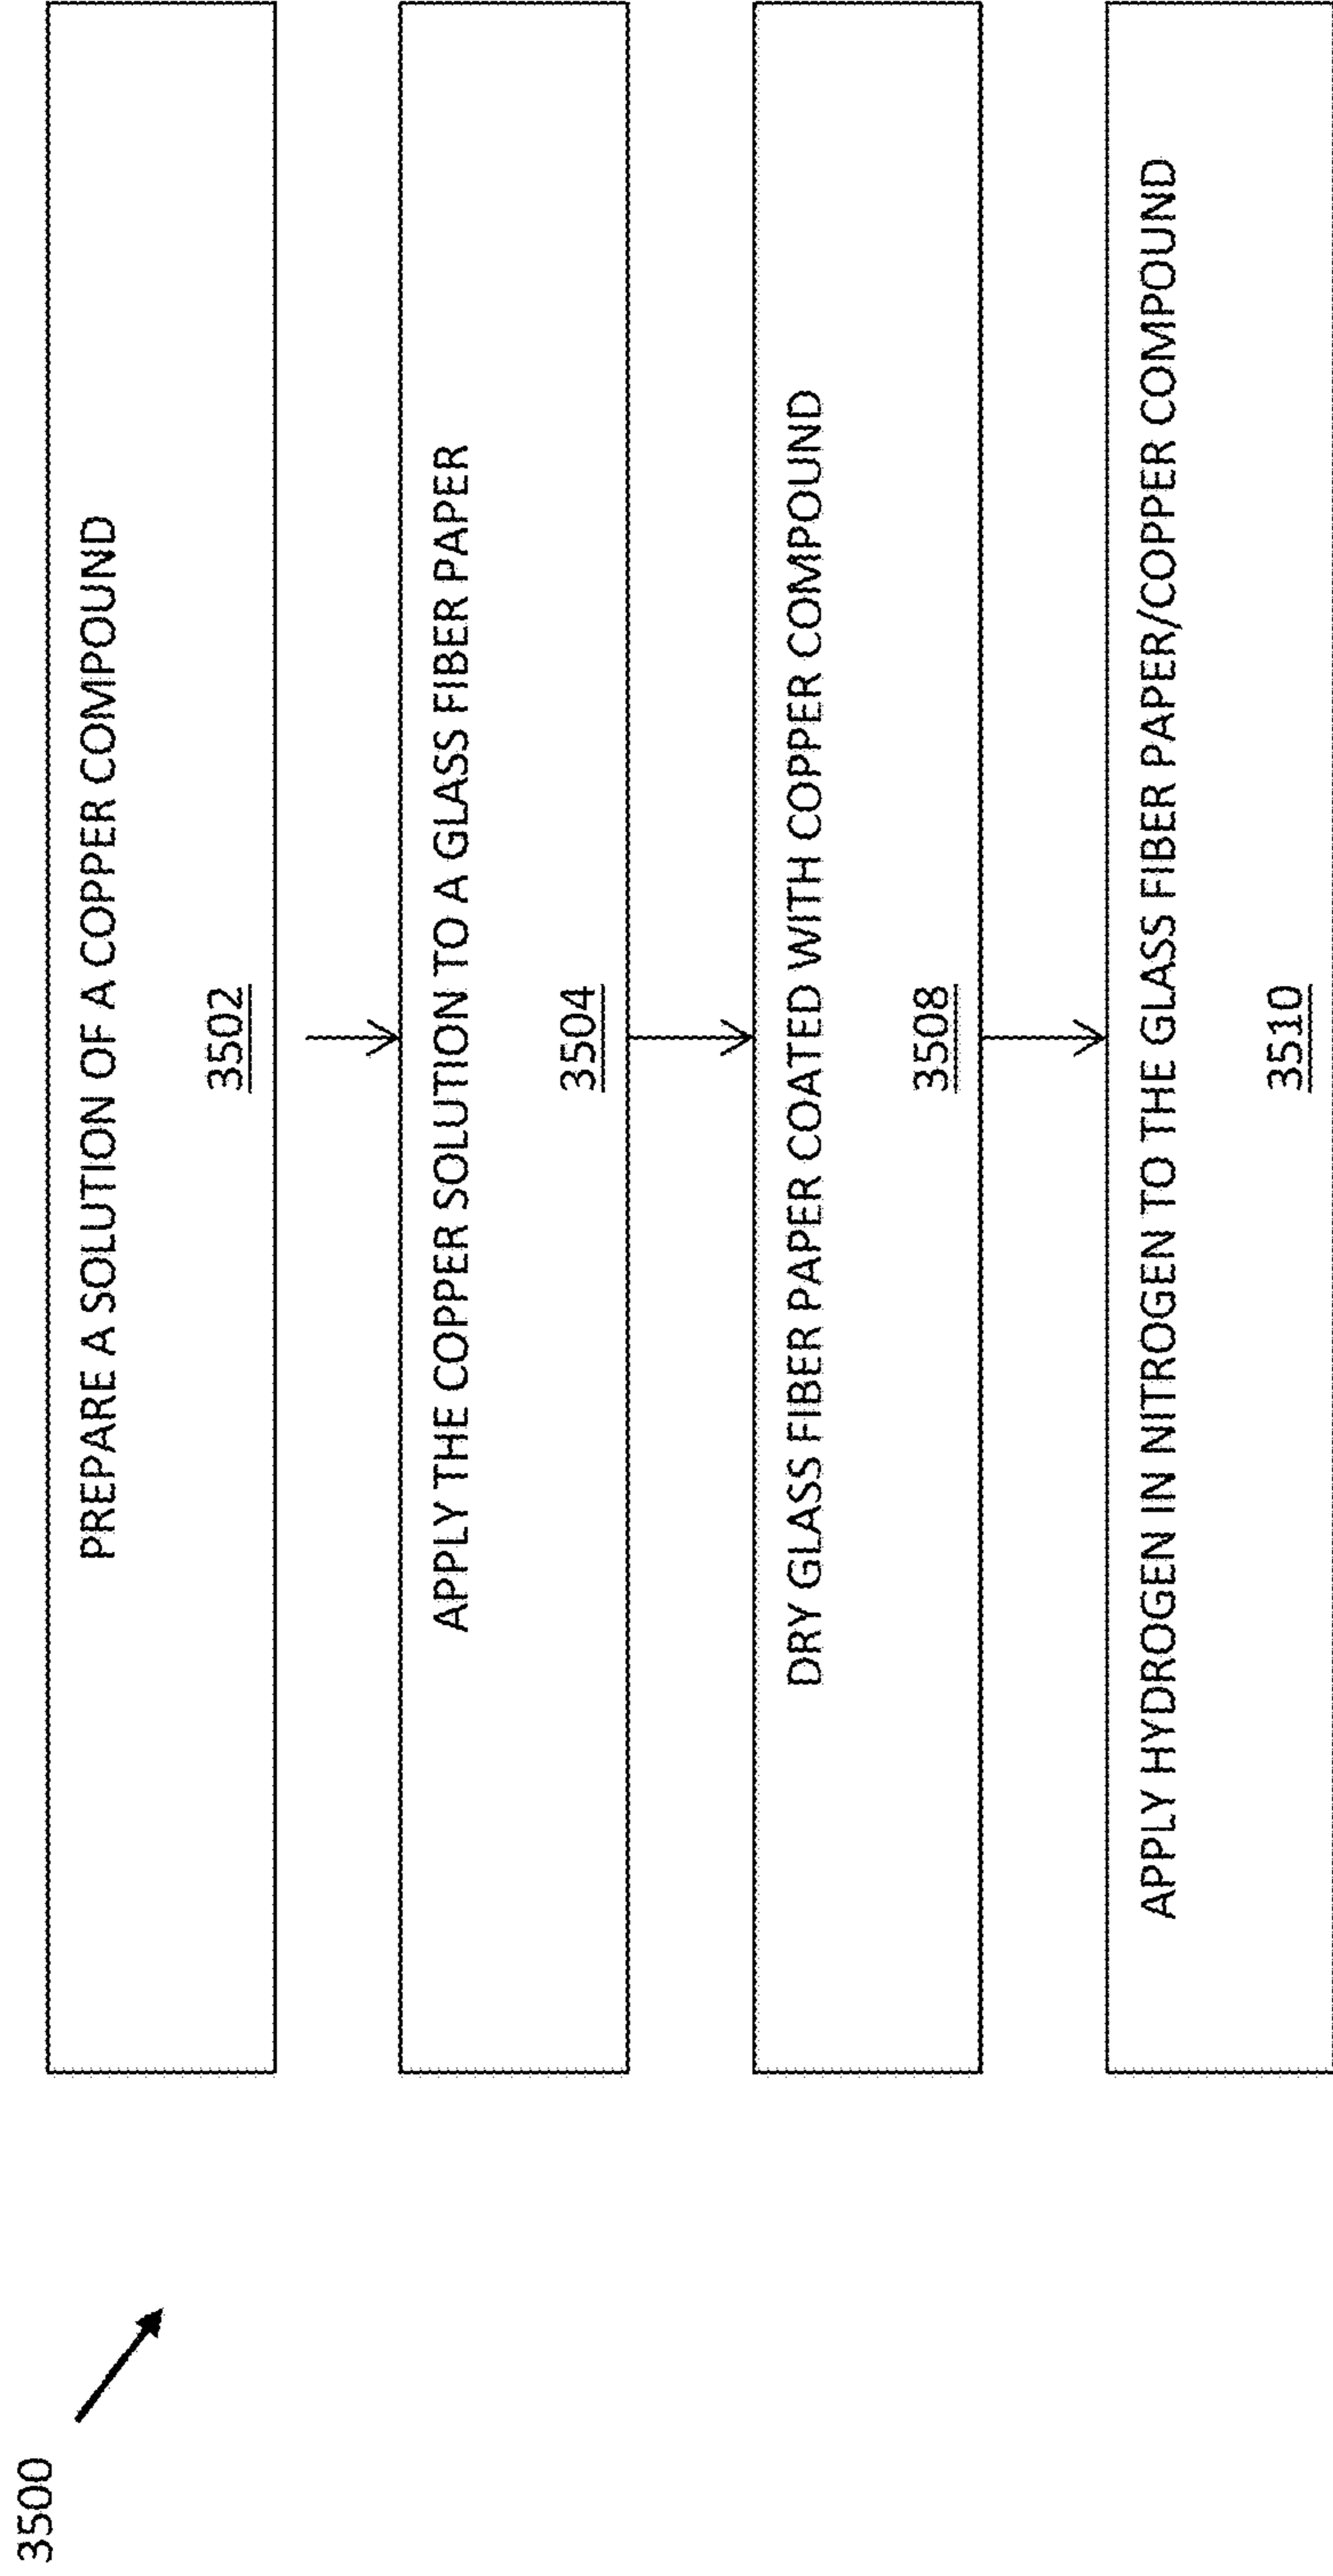 3500
PREPARE A SOLUTION OF A COPPER COMPOUND
3502
APPLY THE COPPER SOLUTION TO A GLASS FIBER PAPER
3504
DRY GLASS FIBER PAPER COATED WITH COPPER COMPOUND
3508
APPLY HYDROGEN IN NITROGEN TO THE GLASS FIBER PAPER/COPPER COMPOUND
3510